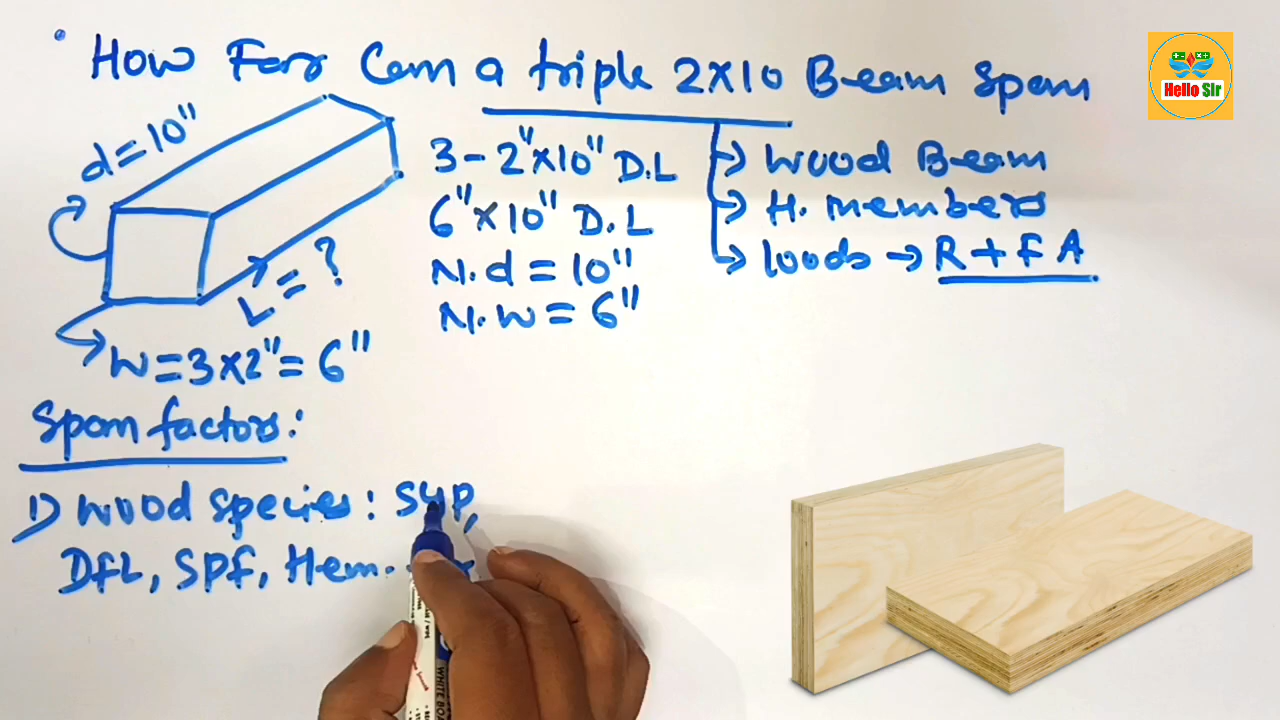 How Far Can a triple 2x10 Beam Span
Hello Sir
d = 10"
3 - 2"x10" D.L
6"x10" D.L
N.d = 10"
N.W = 6"
→ Wood Beam
→ H. members
→ loads → R + F A
L = ?
W = 3x2" = 6"
Span factors:
1) Wood species: SYP,
DFL, SPF, Hem.